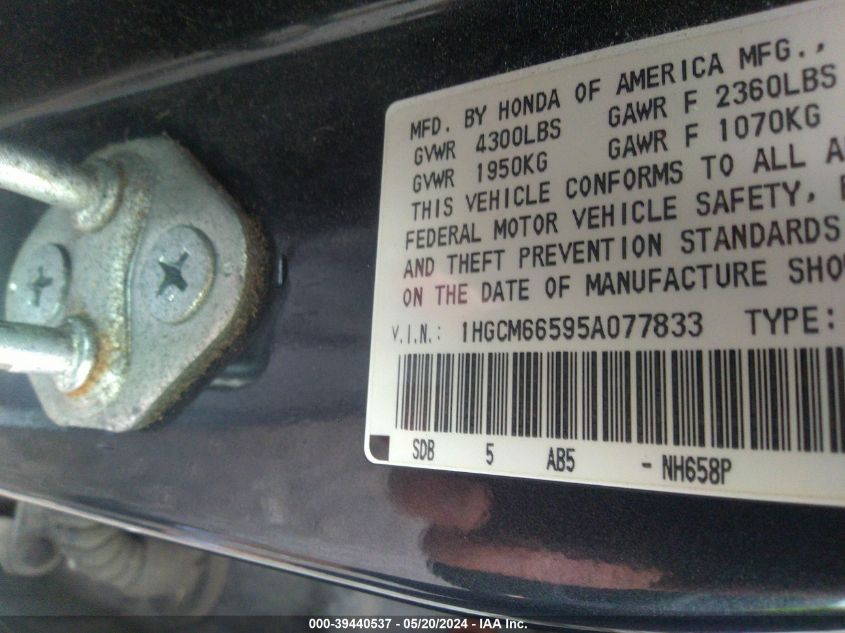 MFD. BY HONDA OF AMERICA MFG.,
GVWR 4300LBS GAWR F 2360LBS
GVWR 1950KG GAWR F 1070KG
THIS VEHICLE CONFORMS TO ALL
FEDERAL MOTOR VEHICLE SAFETY,
AND THEFT PREVENTION STANDARDS
ON THE DATE OF MANUFACTURE
V.I.N.: 1HGCM66595A077833 TYPE:
SDB 5 AB5 - NH658P
000-39440537 - 05/20/2024 - IAA Inc.